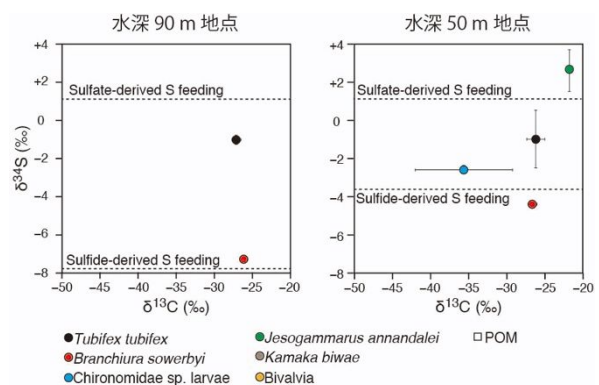 水深 90 m 地点
水深 50 m 地点
+4
+2
0
−2
−4
−6
−8
δ³⁴S (‰)
Sulfate-derived S feeding
Sulfide-derived S feeding
−50 −45 −40 −35 −30 −25 −20
δ¹³C (‰)
+4
+2
0
−2
−4
−6
−8
Sulfate-derived S feeding
Sulfide-derived S feeding
−50 −45 −40 −35 −30 −25 −20
δ¹³C (‰)
Tubifex tubifex
Jesogammarus annandalei
POM
Branchiura sowerbyi
Kamaka biwae
Chironomidae sp. larvae
Bivalvia